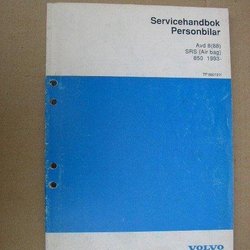 Servicehandbok
Personbilar
Avd 8(88)
SRS (Air bag)
850 1993-
VOLVO